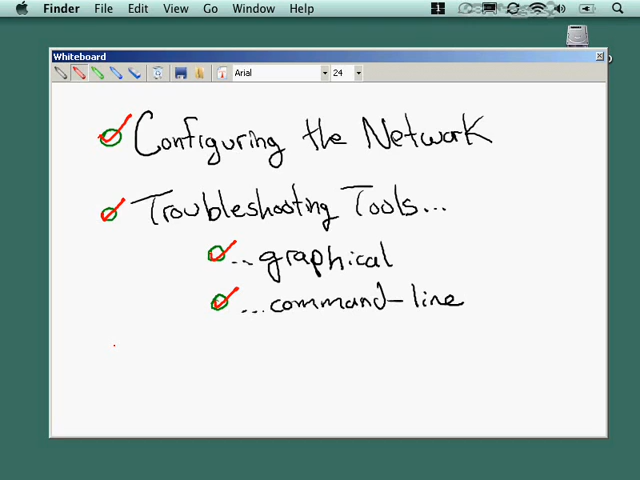 Finder File Edit View Go Window Help
Whiteboard
Arial 24
Configuring the Network
Troubleshooting Tools...
...graphical
...command-line